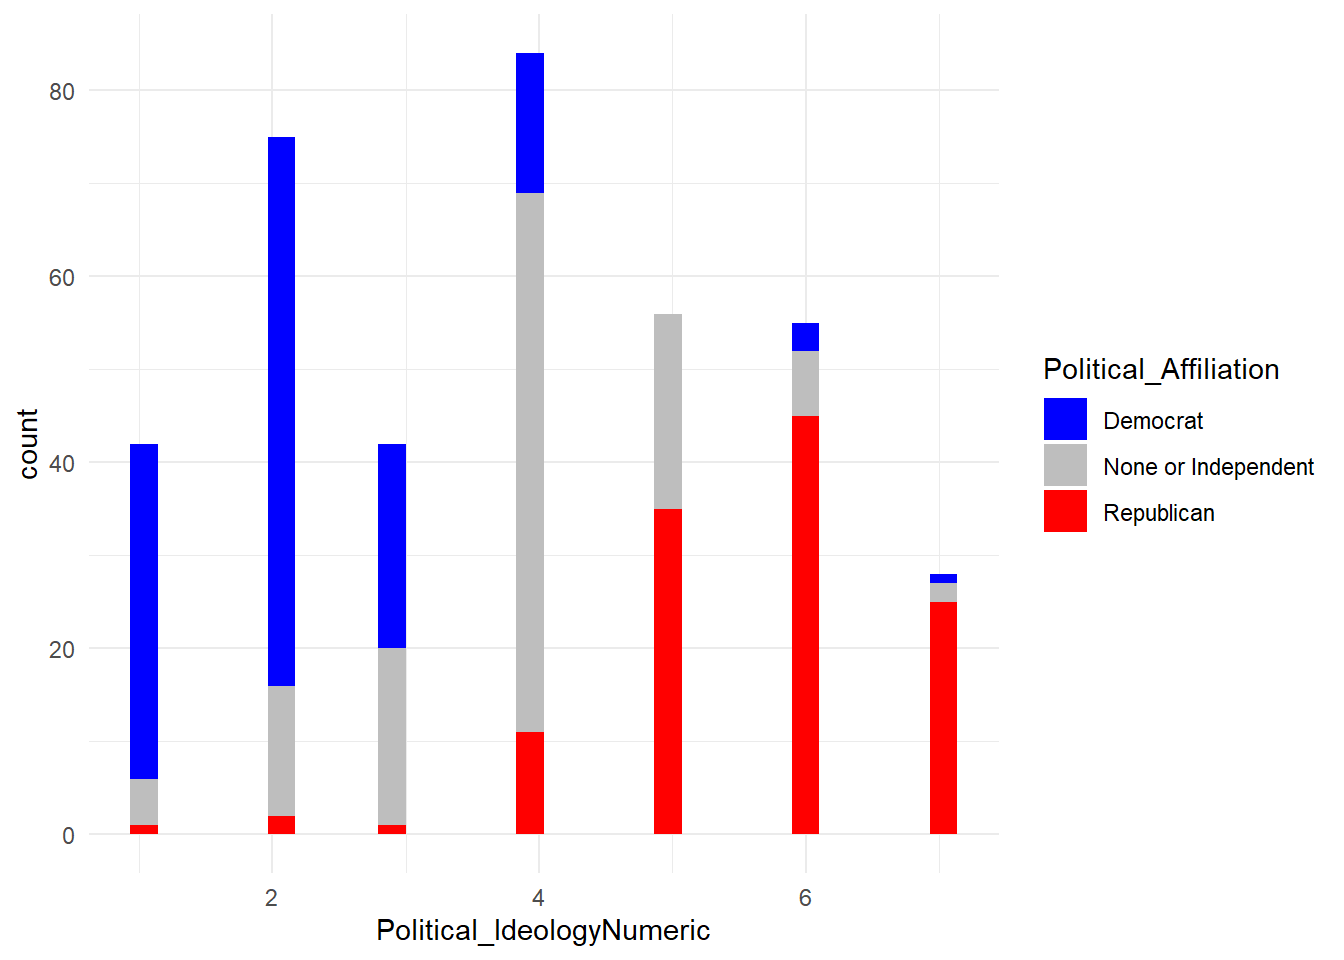 80
60
40
20
0
count
2 4 6
Political_IdeologyNumeric
Political_Affiliation
Democrat
None or Independent
Republican